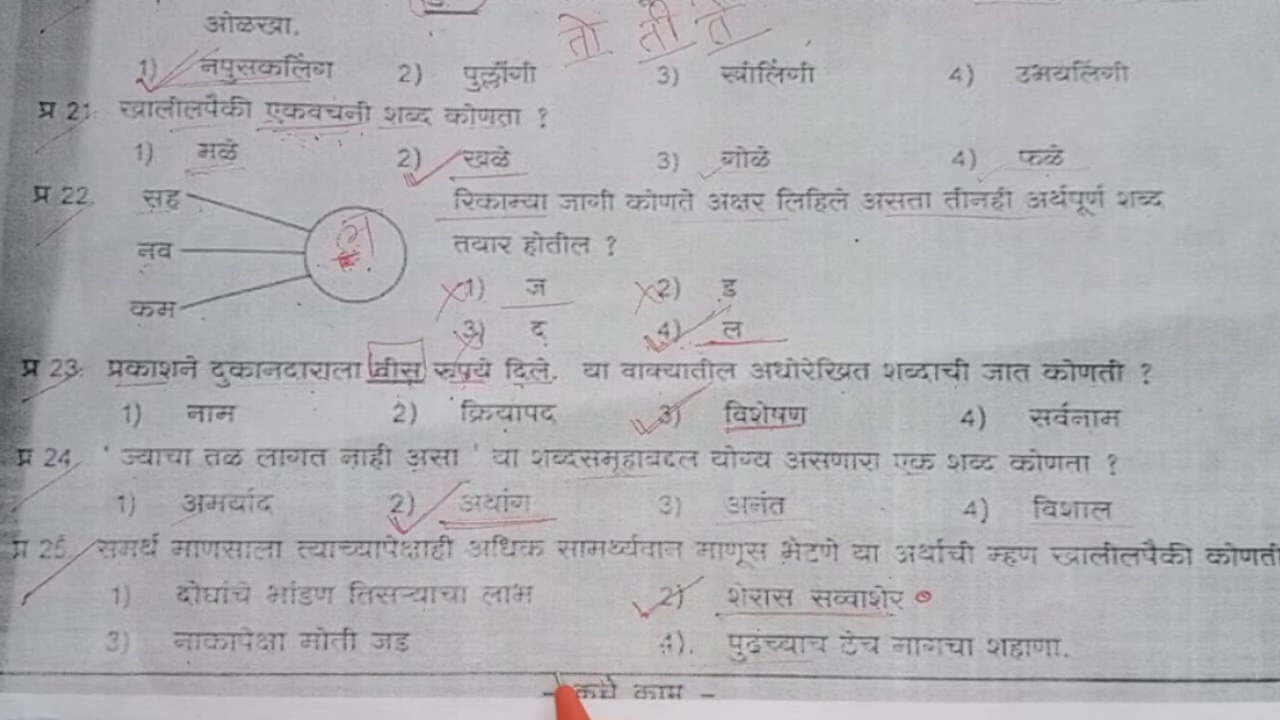 ओळखा.
तो ती ते
1) नपुसकलिंग 2) पुल्लींगी 3) स्त्रीलिंगी 4) उभयलिंगी
प्र 21. खालीलपैकी एकवचनी शब्द कोणता ?
1) मळे 2) खळे 3) गोळे 4) फळे
प्र 22. सह रिकाम्या जागी कोणते अक्षर लिहिले असता तीनही अर्थपूर्ण शब्द
नव तयार होतील ?
1) ज्ञ 2) ड
कम
3) द 4) ल
प्र 23. प्रकाशने दुकानदाराला वीस रुपये दिले. या वाक्यातील अधोरेखित शब्दाची जात कोणती ?
1) नाम 2) क्रियापद 3) विशेषण 4) सर्वनाम
प्र 24. ' ज्याचा तळ लागत नाही असा ' या शब्दसमूहाबद्दल योग्य असणारा एक शब्द कोणता ?
1) अमर्याद 2) अथांग 3) अनंत 4) विशाल
प्र 25. समर्थ माणसाला त्याच्यापेक्षाही अधिक सामर्थ्यवान माणूस भेटणे या अर्थाची म्हण खालीलपैकी कोणती
1) दोघांचे भांडण तिसऱ्याचा लाभ 2) शेरास सव्वाशेर
3) नाकापेक्षा मोती जड 4). पुढच्याच ठेच मागचा शहाणा.
- कच्चे काम -